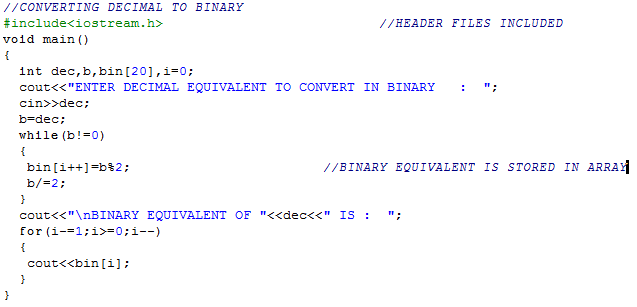 //CONVERTING DECIMAL TO BINARY
#include<iostream.h> //HEADER FILES INCLUDED
void main()
{
int dec,b,bin[20],i=0;
cout<<"ENTER DECIMAL EQUIVALENT TO CONVERT IN BINARY : ";
cin>>dec;
b=dec;
while(b!=0)
{
bin[i++]=b%2; //BINARY EQUIVALENT IS STORED IN ARRAY
b/=2;
}
cout<<"\nBINARY EQUIVALENT OF "<<dec<<" IS : ";
for(i-=1;i>=0;i--)
{
cout<<bin[i];
}
}